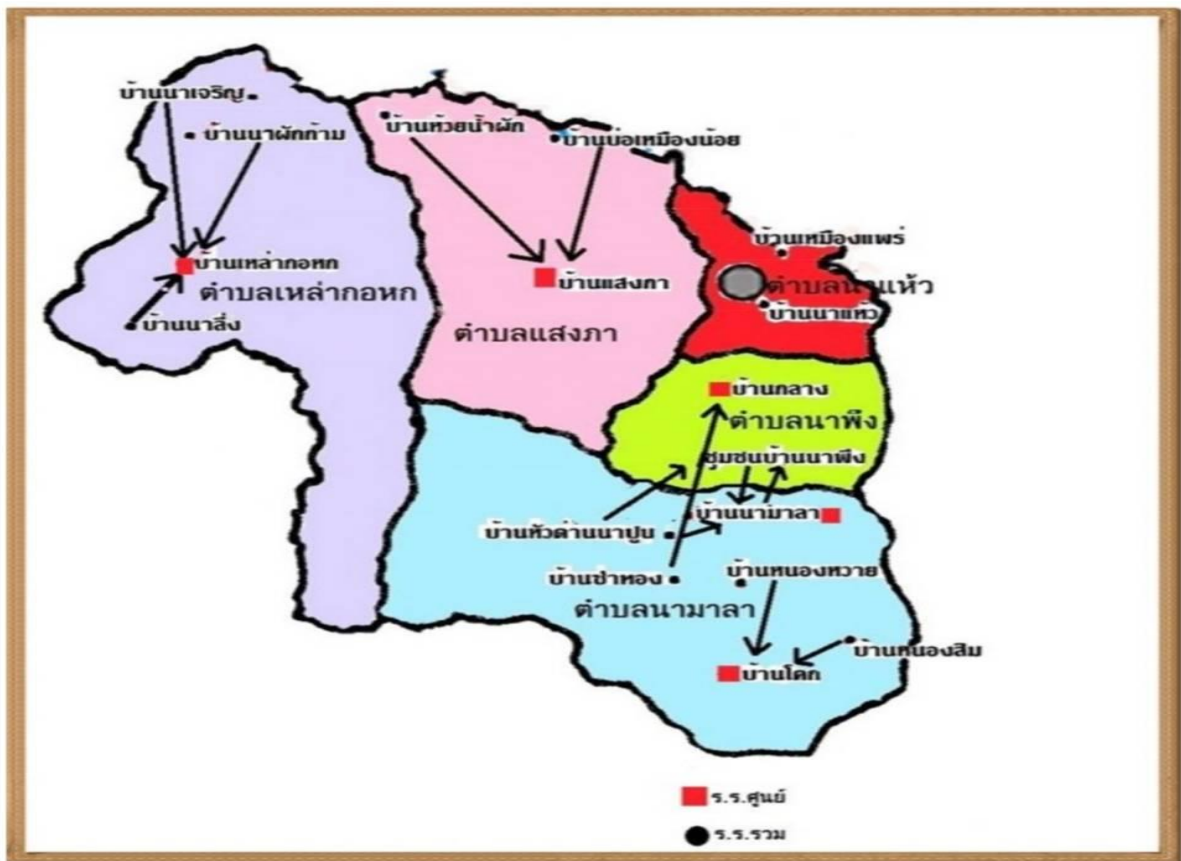 บ้านนาเจริญ
บ้านนาผักก้าม
บ้านห้วยน้ำผัก
บ้านบ่อเหมืองน้อย
บ้านเหมืองแพร่
บ้านเหล่ากอหก
ตำบลเหล่ากอหก
บ้านนาลึ่ง
บ้านแสงภา
ตำบลแสงภา
ตำบลนาแห้ว
บ้านนาแห้ว
บ้านกลาง
ตำบลนาพึง
ชุมชนบ้านนาพึง
บ้านนามาลา
บ้านหัวด่านนาปูน
บ้านซำทอง
บ้านหนองหวาย
ตำบลนามาลา
บ้านหนองสิม
บ้านโคก
ร.ร.ศูนย์
ร.ร.รวม